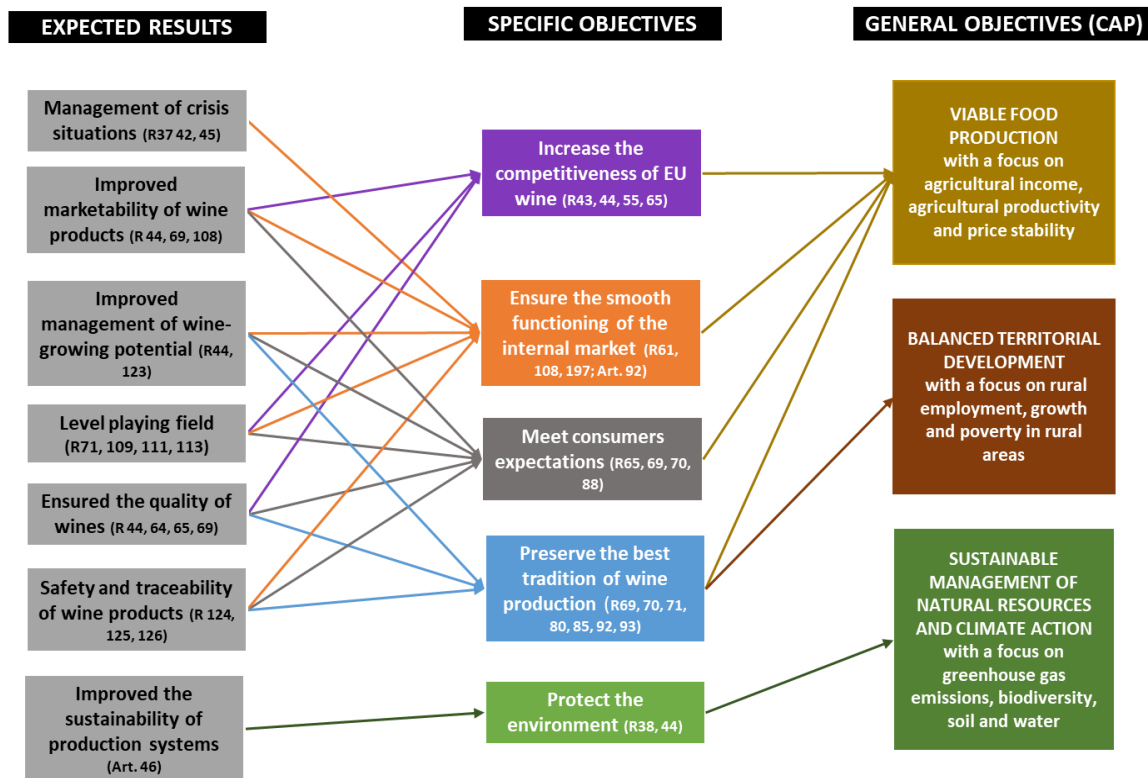 EXPECTED RESULTS
Management of crisis
situations (R37 42, 45)
Improved
marketability of wine
products (R 44, 69, 108)
Improved
management of wine-
growing potential (R44,
123)
Level playing field
(R71, 109, 111, 113)
Ensured the quality of
wines (R 44, 64, 65, 69)
Safety and traceability
of wine products (R 124,
125, 126)
Improved the
sustainability of
production systems
(Art. 46)
SPECIFIC OBJECTIVES
Increase the
competitiveness of EU
wine (R43, 44, 55, 65)
Ensure the smooth
functioning of the
internal market (R61,
108, 197; Art. 92)
Meet consumers
expectations (R65, 69, 70,
88)
Preserve the best
tradition of wine
production (R69, 70, 71,
80, 85, 92, 93)
Protect the
environment (R38, 44)
GENERAL OBJECTIVES (CAP)
VIABLE FOOD
PRODUCTION
with a focus on
agricultural income,
agricultural productivity
and price stability
BALANCED TERRITORIAL
DEVELOPMENT
with a focus on rural
employment, growth
and poverty in rural
areas
SUSTAINABLE
MANAGEMENT OF
NATURAL RESOURCES
AND CLIMATE ACTION
with a focus on
greenhouse gas
emissions, biodiversity,
soil and water